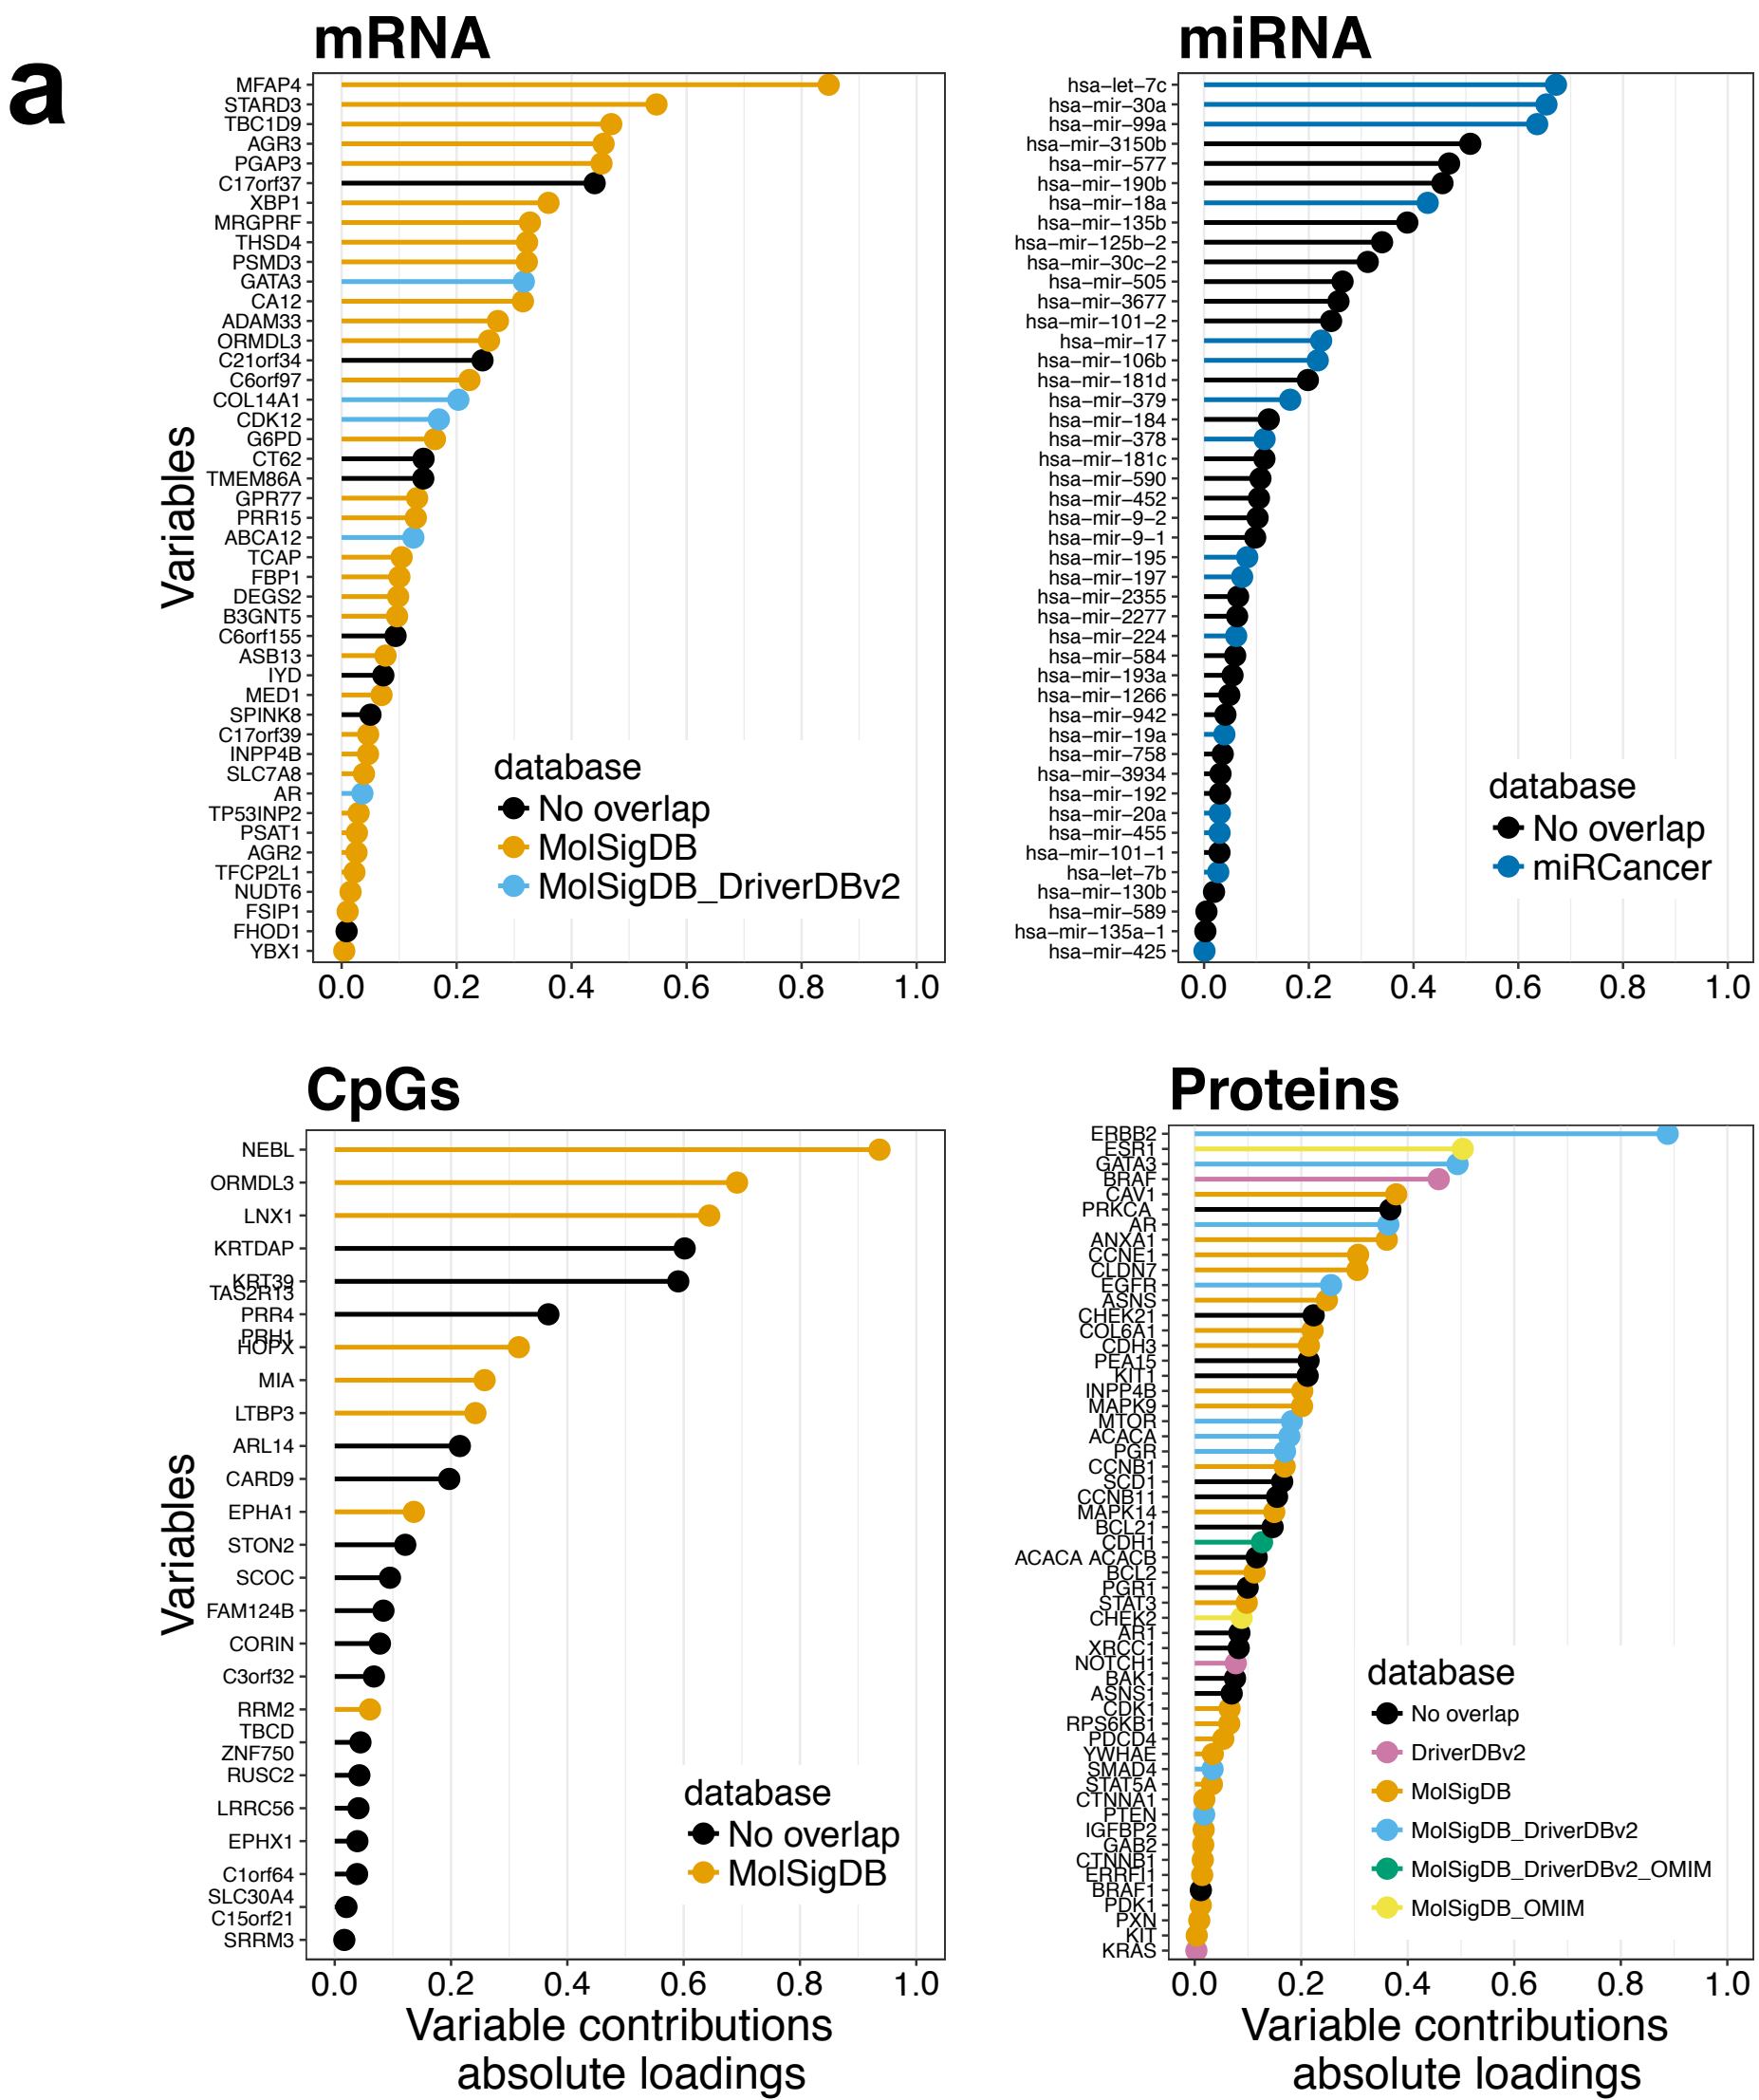 a
mRNA
MFAP4
STARD3
TBC1D9
AGR3
PGAP3
C17orf37
XBP1
MRGPRF
THSD4
PSMD3
GATA3
CA12
ADAM33
ORMDL3
C21orf34
C6orf97
COL14A1
CDK12
G6PD
CT62
TMEM86A
GPR77
PRR15
ABCA12
TCAP
FBP1
DEGS2
B3GNT5
C6orf155
ASB13
IYD
MED1
SPINK8
C17orf39
INPP4B
SLC7A8
AR
TP53INP2
PSAT1
AGR2
TFCP2L1
NUDT6
FSIP1
FHOD1
YBX1
Variables
database
No overlap
MolSigDB
MolSigDB_DriverDBv2
0.0 0.2 0.4 0.6 0.8 1.0
miRNA
hsa-let-7c
hsa-mir-30a
hsa-mir-99a
hsa-mir-3150b
hsa-mir-577
hsa-mir-190b
hsa-mir-18a
hsa-mir-135b
hsa-mir-125b-2
hsa-mir-30c-2
hsa-mir-505
hsa-mir-3677
hsa-mir-101-2
hsa-mir-17
hsa-mir-106b
hsa-mir-181d
hsa-mir-379
hsa-mir-184
hsa-mir-378
hsa-mir-181c
hsa-mir-590
hsa-mir-452
hsa-mir-9-2
hsa-mir-9-1
hsa-mir-195
hsa-mir-197
hsa-mir-2355
hsa-mir-2277
hsa-mir-224
hsa-mir-584
hsa-mir-193a
hsa-mir-1266
hsa-mir-942
hsa-mir-19a
hsa-mir-758
hsa-mir-3934
hsa-mir-192
hsa-mir-20a
hsa-mir-455
hsa-mir-101-1
hsa-let-7b
hsa-mir-130b
hsa-mir-589
hsa-mir-135a-1
hsa-mir-425
database
No overlap
miRCancer
0.0 0.2 0.4 0.6 0.8 1.0
CpGs
NEBL
ORMDL3
LNX1
KRTDAP
KRT39
TAS2R13
PRR4
PRH1
HOPX
MIA
LTBP3
ARL14
CARD9
EPHA1
STON2
SCOC
FAM124B
CORIN
C3orf32
RRM2
TBCD
ZNF750
RUSC2
LRRC56
EPHX1
C1orf64
SLC30A4
C15orf21
SRRM3
Variables
database
No overlap
MolSigDB
0.0 0.2 0.4 0.6 0.8 1.0
Variable contributions
absolute loadings
Proteins
ERBB2
ESR1
GATA3
BRAF
CAV1
PRKCA
AR
ANXA1
CCNE1
CLDN7
EGFR
ASNS
CHEK21
COL6A1
CDH3
PEA15
KIT1
INPP4B
MAPK9
MTOR
ACACA
PGR
CCNB1
SCD1
CCNB11
MAPK14
BCL21
CDH1
ACACA ACACB
BCL2
PGR1
STAT3
CHEK2
AR1
XRCC1
NOTCH1
BAK1
ASNS1
CDK1
RPS6KB1
PDCD4
YWHAE
SMAD4
STAT5A
CTNNA1
PTEN
IGFBP2
GAB2
CTNNB1
ERRFI1
BRAF1
PDK1
PXN
KIT
KRAS
database
No overlap
DriverDBv2
MolSigDB
MolSigDB_DriverDBv2
MolSigDB_DriverDBv2_OMIM
MolSigDB_OMIM
0.0 0.2 0.4 0.6 0.8 1.0
Variable contributions
absolute loadings